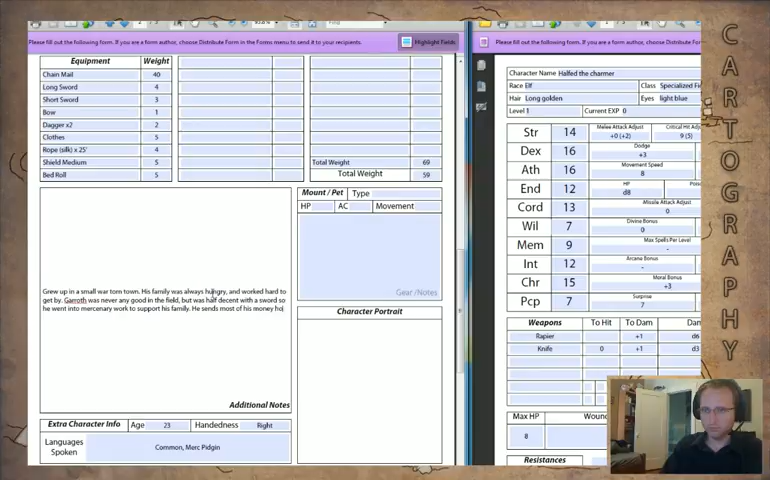 Please fill out the following form. If you are a form author, choose Distribute Form in the Forms menu to send it to your recipients.
Highlight Fields
Equipment Weight
Chain Mail 40
Long Sword 4
Short Sword 3
Bow 1
Dagger x2 2
Clothes 5
Rope (silk) x 25' 4
Shield Medium 5
Bed Roll 5
Total Weight 69
Total Weight 59
Mount / Pet Type
HP AC Movement
Gear /Notes
Grew up in a small war torn town. His family was always hungry, and worked hard to
get by. Garroth was never any good in the field, but was half decent with a sword so
he went into mercenary work to support his family. He sends most of his money ho
Additional Notes
Character Portrait
Extra Character Info Age 23 Handedness Right
Languages Spoken Common, Merc Pidgin
Please fill out the following form. If you are a form author, choose Distribute Form
Character Name Halfed the charmer
Race Elf Class Specialized Fi
Hair Long golden Eyes light blue
Level 1 Current EXP 0
Str 14 Melee Attack Adjust +0 (+2) Critical Hit Adj 9 (5)
Dex 16 Dodge +3
Ath 16 Movement Speed 8
End 12 HP d8
Cord 13 Missile Attack Adjust 0
Wil 7 Divine Bonus 0
Mem 9 Max Spells Per Level -
Int 12 Arcane Bonus -
Chr 15 Moral Bonus +3
Pcp 7 Surprise 7
Weapons To Hit To Dam Dam
Rapier +1 d6
Knife 0 +1 d3
Max HP Woun
8
Resistances
CARTOGRAPHY